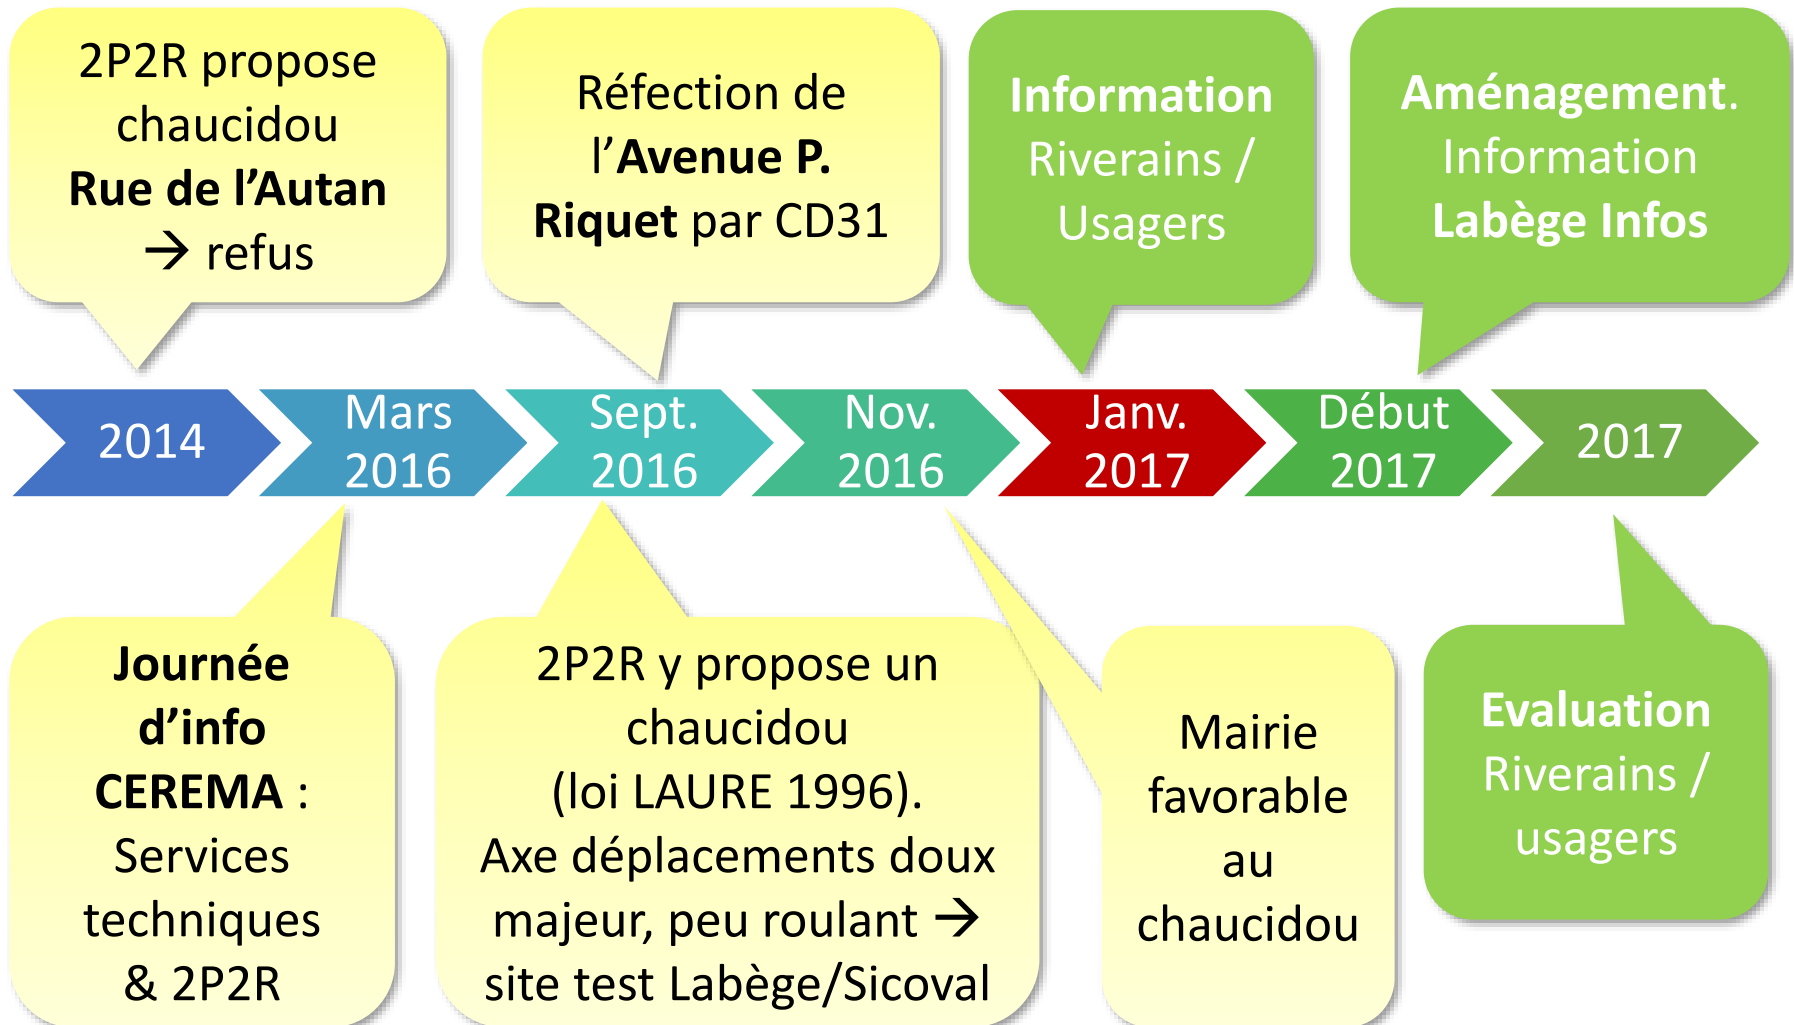 2P2R propose
chaucidou
Rue de l’Autan
→ refus
Réfection de
l’Avenue P.
Riquet par CD31
Information
Riverains /
Usagers
Aménagement.
Information
Labège Infos
2014
Mars
2016
Sept.
2016
Nov.
2016
Janv.
2017
Début
2017
2017
Journée
d’info
CEREMA :
Services
techniques
& 2P2R
2P2R y propose un
chaucidou
(loi LAURE 1996).
Axe déplacements doux
majeur, peu roulant →
site test Labège/Sicoval
Mairie
favorable
au
chaucidou
Evaluation
Riverains /
usagers